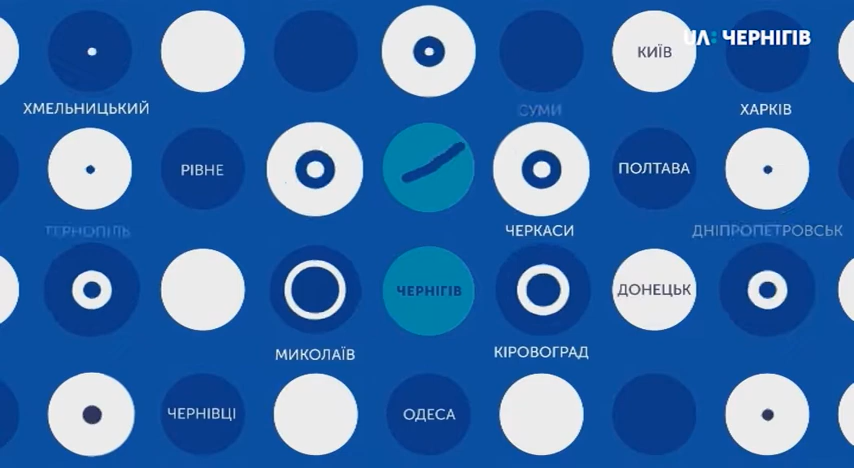 UA: ЧЕРНІГІВ
КИЇВ
ХМЕЛЬНИЦЬКИЙ
СУМИ
ХАРКІВ
РІВНЕ
ПОЛТАВА
ТЕРНОПІЛЬ
ЧЕРКАСИ
ДНІПРОПЕТРОВСЬК
ЧЕРНІГІВ
ДОНЕЦЬК
МИКОЛАЇВ
КІРОВОГРАД
ЧЕРНІВЦІ
ОДЕСА